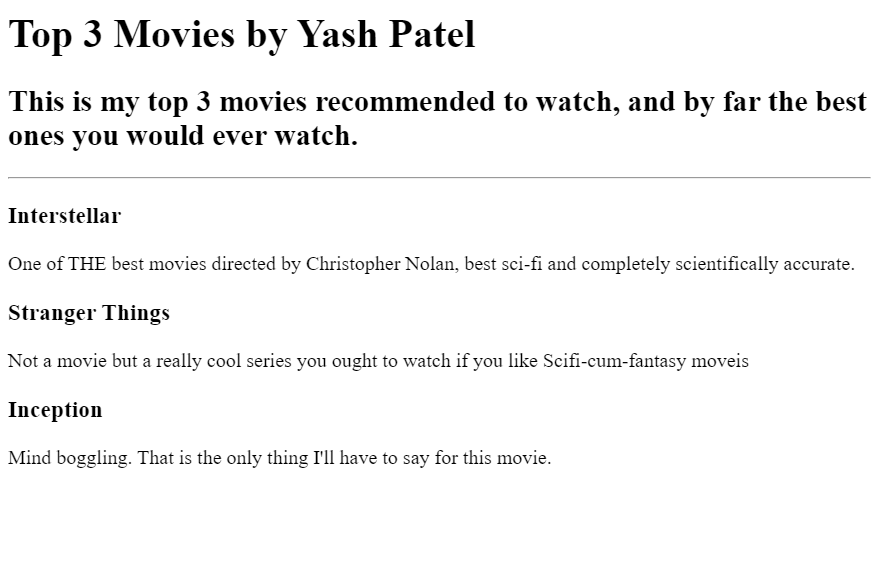 Top 3 Movies by Yash Patel
This is my top 3 movies recommended to watch, and by far the best
ones you would ever watch.
Interstellar
One of THE best movies directed by Christopher Nolan, best sci-fi and completely scientifically accurate.
Stranger Things
Not a movie but a really cool series you ought to watch if you like Scifi-cum-fantasy moveis
Inception
Mind boggling. That is the only thing I'll have to say for this movie.